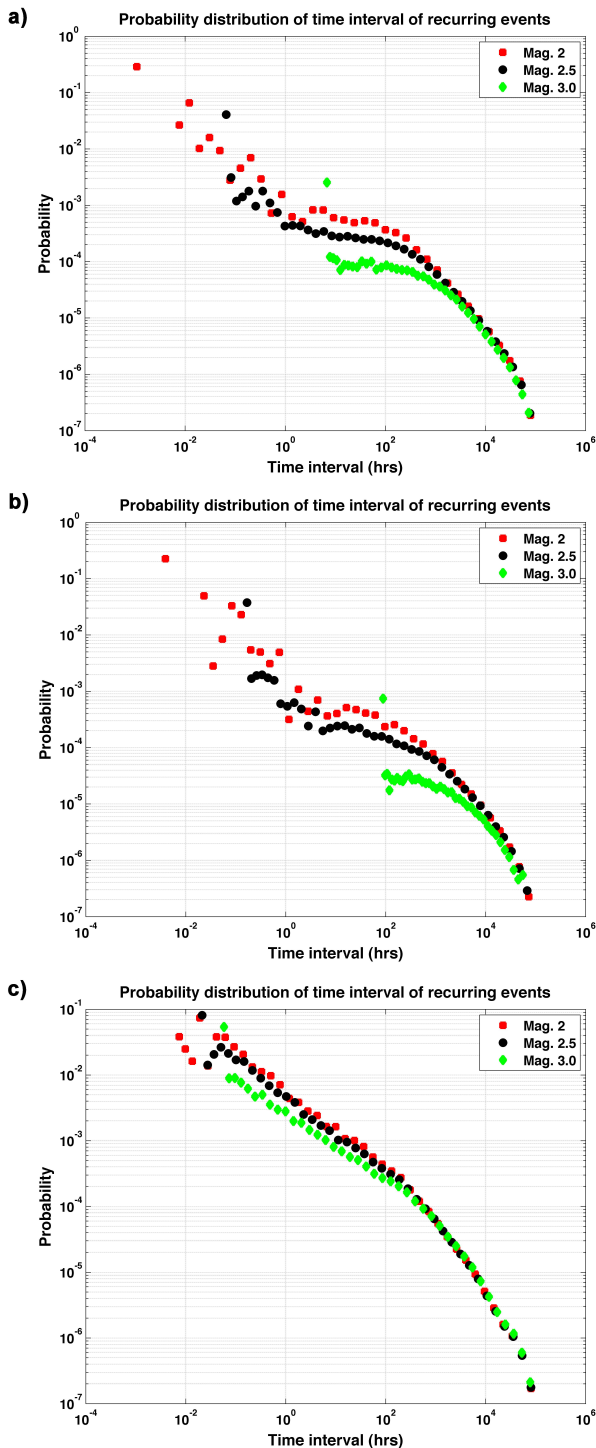 a)
Probability distribution of time interval of recurring events
10^0
Mag. 2
Mag. 2.5
Mag. 3.0
10^-1
10^-2
10^-3
10^-4
10^-5
10^-6
10^-7
Probability
10^-4 10^-2 10^0 10^2 10^4 10^6
Time interval (hrs)
b)
Probability distribution of time interval of recurring events
10^0
Mag. 2
Mag. 2.5
Mag. 3.0
10^-1
10^-2
10^-3
10^-4
10^-5
10^-6
10^-7
Probability
10^-4 10^-2 10^0 10^2 10^4 10^6
Time interval (hrs)
c)
Probability distribution of time interval of recurring events
10^-1
Mag. 2
Mag. 2.5
Mag. 3.0
10^-2
10^-3
10^-4
10^-5
10^-6
10^-7
Probability
10^-4 10^-2 10^0 10^2 10^4 10^6
Time interval (hrs)